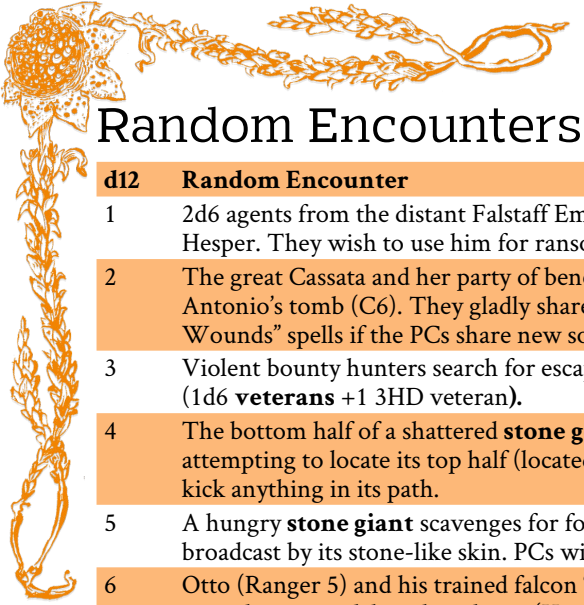 Random Encounters
d12 Random Encounter
1 2d6 agents from the distant Falstaff Em
Hesper. They wish to use him for ranso
2 The great Cassata and her party of bene
Antonio's tomb (C6). They gladly share
Wounds" spells if the PCs share new so
3 Violent bounty hunters search for esca
(1d6 veterans +1 3HD veteran).
4 The bottom half of a shattered stone g
attempting to locate its top half (located
kick anything in its path.
5 A hungry stone giant scavenges for fo
broadcast by its stone-like skin. PCs wi
6 Otto (Ranger 5) and his trained falcon